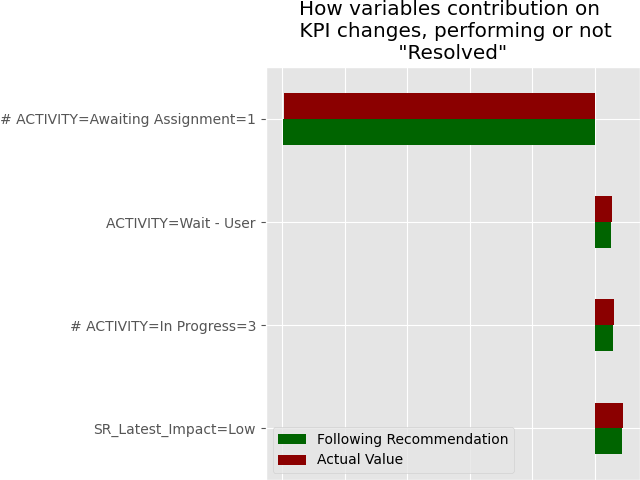 How variables contribution on
KPI changes, performing or not
"Resolved"
# ACTIVITY=Awaiting Assignment=1
ACTIVITY=Wait - User
# ACTIVITY=In Progress=3
SR_Latest_Impact=Low
Following Recommendation
Actual Value